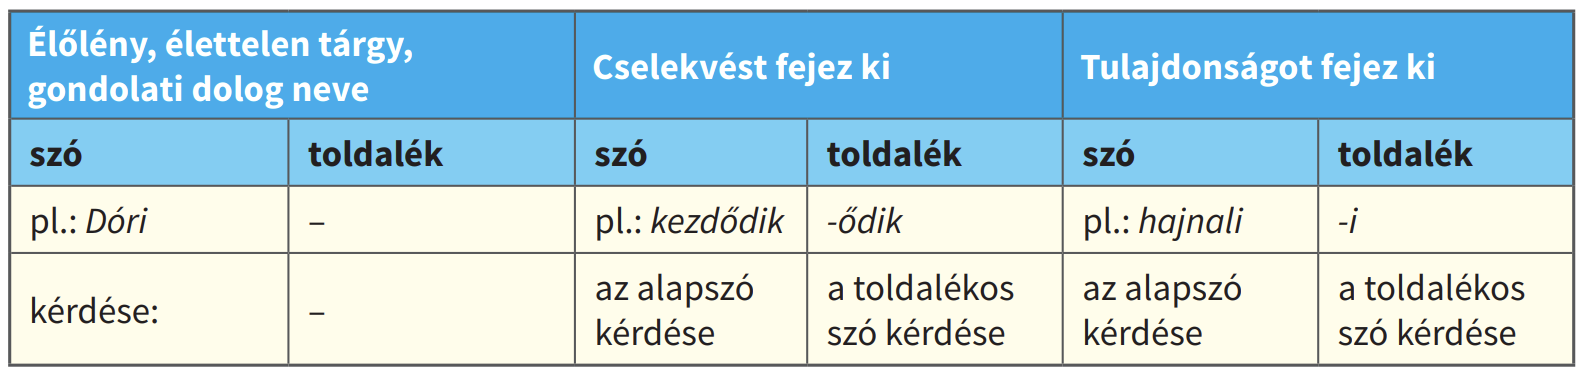 Élőlény, élettelen tárgy,
gondolati dolog neve
Cselekvést fejez ki
Tulajdonságot fejez ki
szó
toldalék
szó
toldalék
szó
toldalék
pl.: Dóri
–
pl.: kezdődik
-ődik
pl.: hajnali
-i
kérdése:
–
az alapszó
kérdése
a toldalékos
szó kérdése
az alapszó
kérdése
a toldalékos
szó kérdése